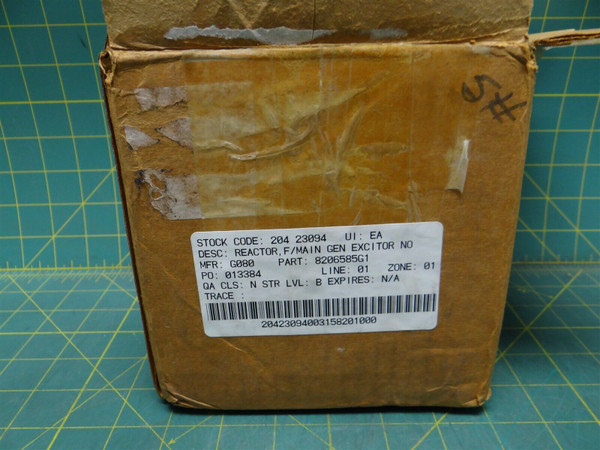 #5
STOCK CODE: 204 23094 UI: EA
DESC: REACTOR,F/MAIN GEN EXCITOR NO
MFR: G080 PART: 8206585G1
PO: 013384 LINE: 01 ZONE: 01
QA CLS: N STR LVL: B EXPIRES: N/A
TRACE :
20423094003158201000